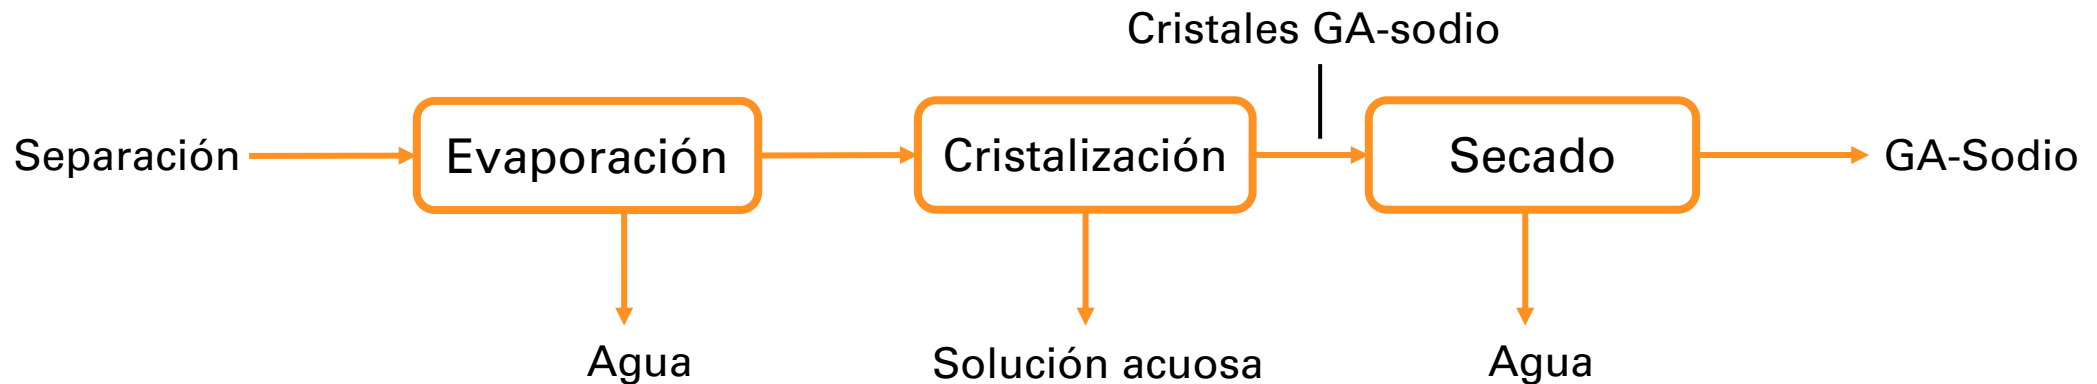 Cristales GA-sodio
Separación
Evaporación
Cristalización
Secado
GA-Sodio
Agua
Solución acuosa
Agua